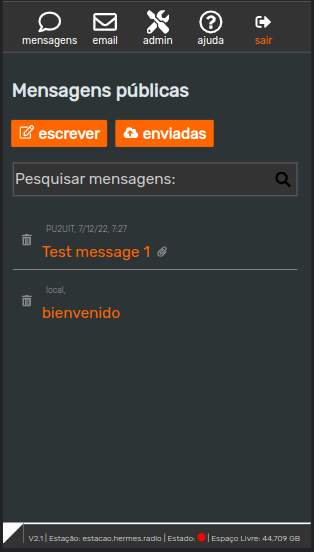 mensagens email admin ajuda sair
Mensagens públicas
escrever enviadas
Pesquisar mensagens:
PU2UIT, 7/12/22, 7:27
Test message 1
local,
bienvenido
V2.1 | Estação: estacao.hermes.radio | Estado: | Espaço Livre: 44.709 GB